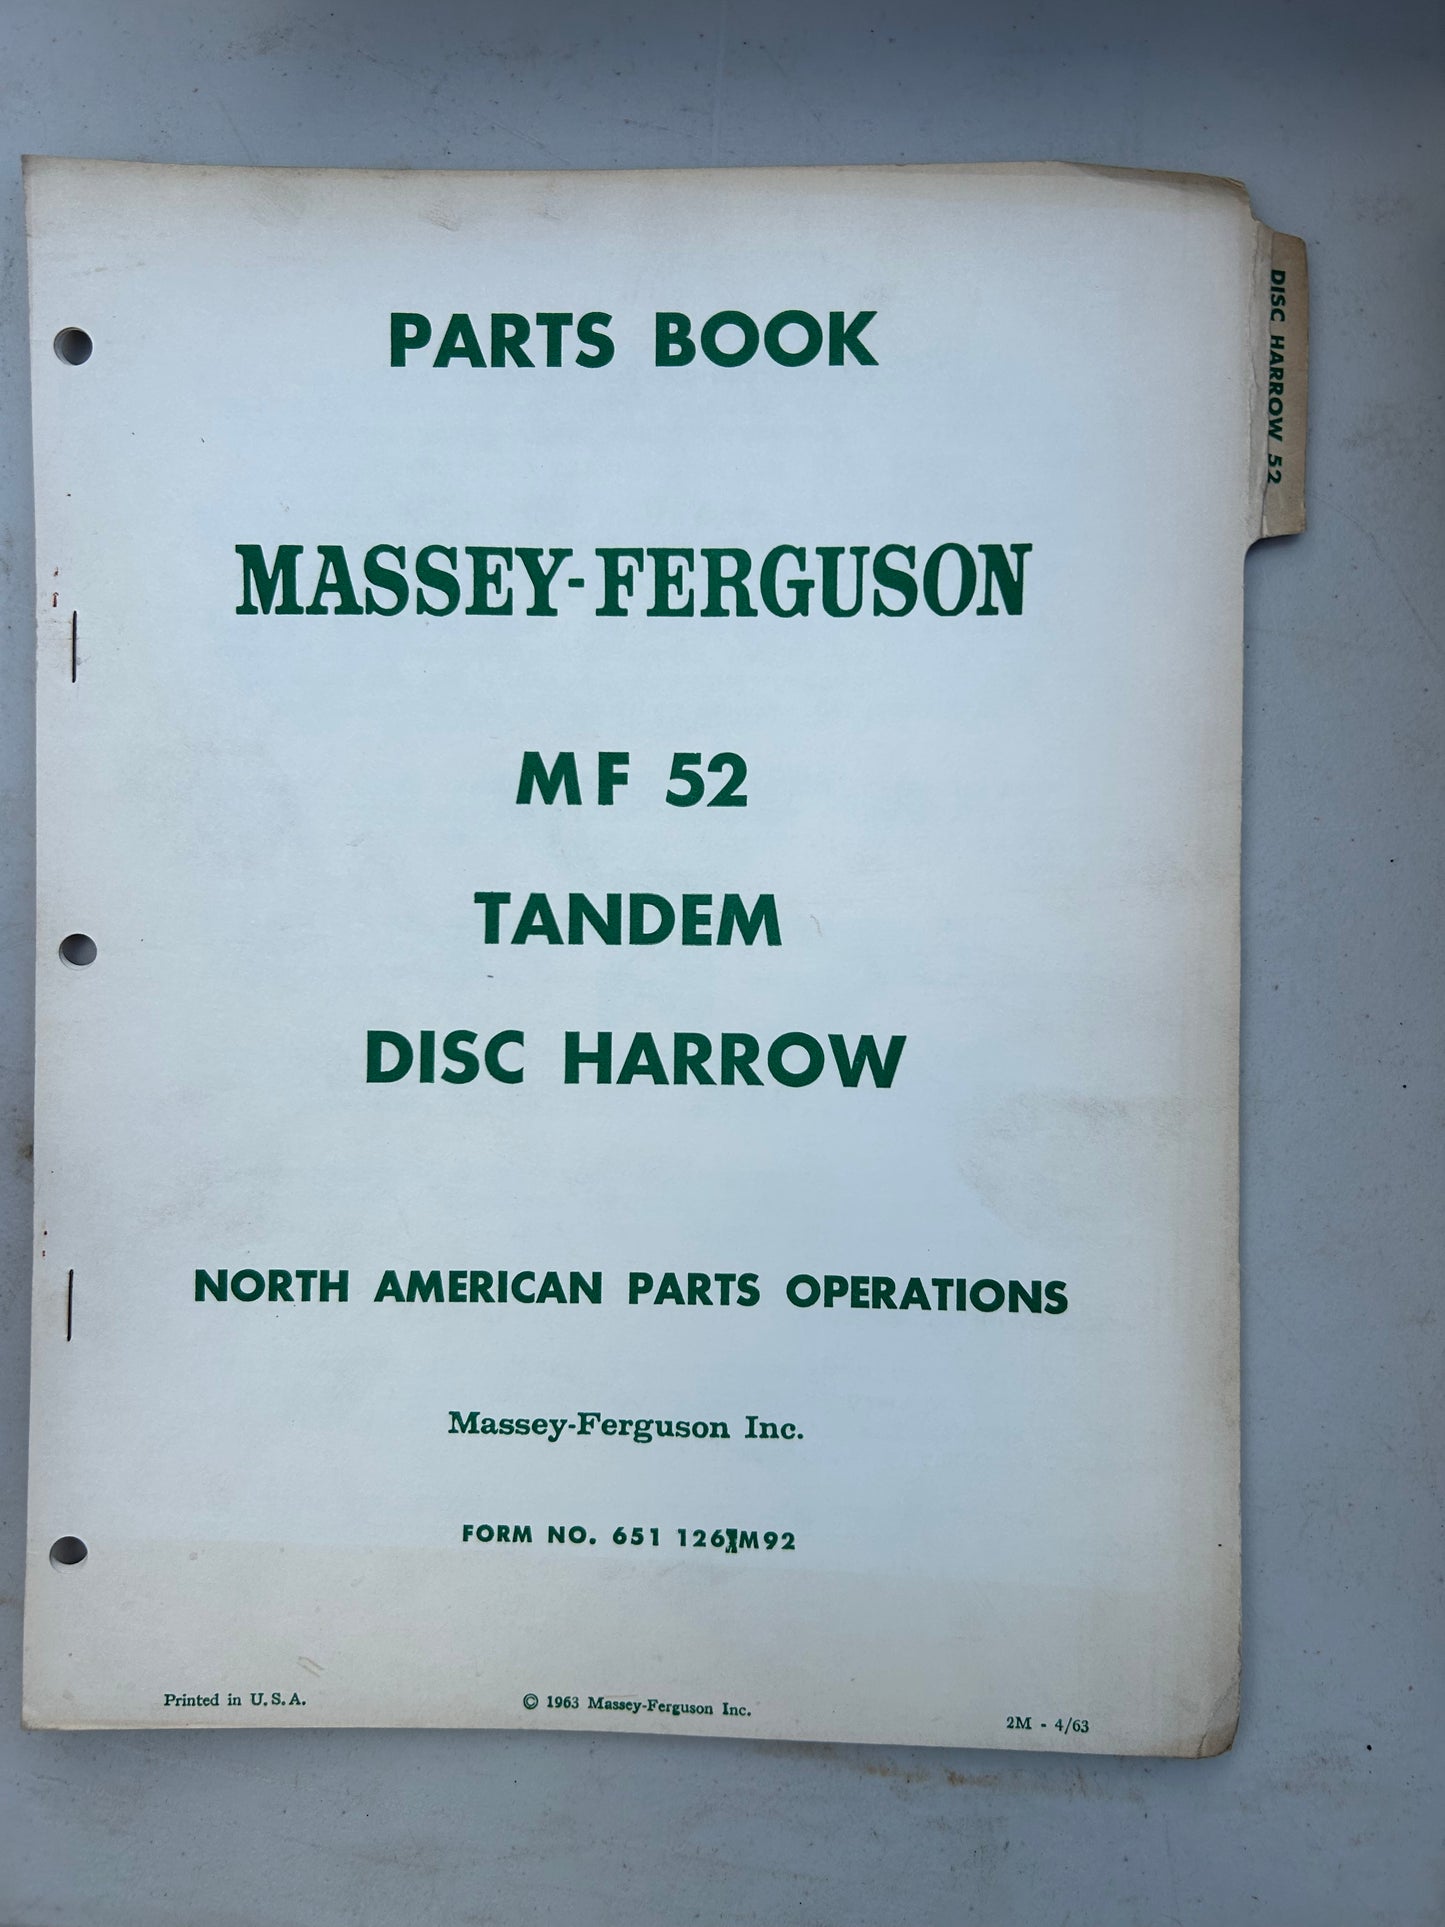 PARTS BOOK
DISC HARROW 52
MASSEY-FERGUSON
MF 52
TANDEM
DISC HARROW
NORTH AMERICAN PARTS OPERATIONS
Massey-Ferguson Inc.
FORM NO. 651 126 M92
Printed in U.S.A.
© 1963 Massey-Ferguson Inc.
2M - 4/63